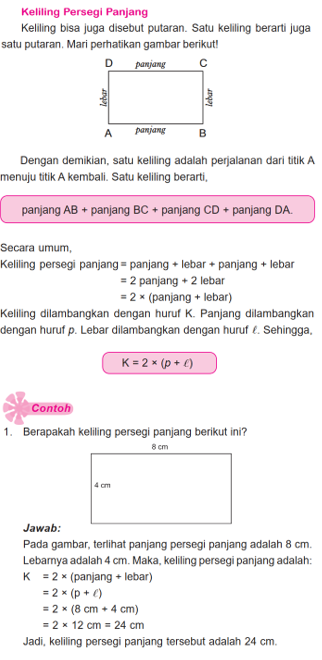 Keliling Persegi Panjang
Keliling bisa juga disebut putaran. Satu keliling berarti juga
satu putaran. Mari perhatikan gambar berikut!
D panjang C
lebar lebar
A panjang B
Dengan demikian, satu keliling adalah perjalanan dari titik A
menuju titik A kembali. Satu keliling berarti,
panjang AB + panjang BC + panjang CD + panjang DA.
Secara umum,
Keliling persegi panjang = panjang + lebar + panjang + lebar
= 2 panjang + 2 lebar
= 2 × (panjang + lebar)
Keliling dilambangkan dengan huruf K. Panjang dilambangkan
dengan huruf p. Lebar dilambangkan dengan huruf ℓ. Sehingga,
K = 2 × (p + ℓ)
Contoh
1. Berapakah keliling persegi panjang berikut ini?
8 cm
4 cm
Jawab:
Pada gambar, terlihat panjang persegi panjang adalah 8 cm.
Lebarnya adalah 4 cm. Maka, keliling persegi panjang adalah:
K = 2 × (panjang + lebar)
= 2 × (p + ℓ)
= 2 × (8 cm + 4 cm)
= 2 × 12 cm = 24 cm
Jadi, keliling persegi panjang tersebut adalah 24 cm.